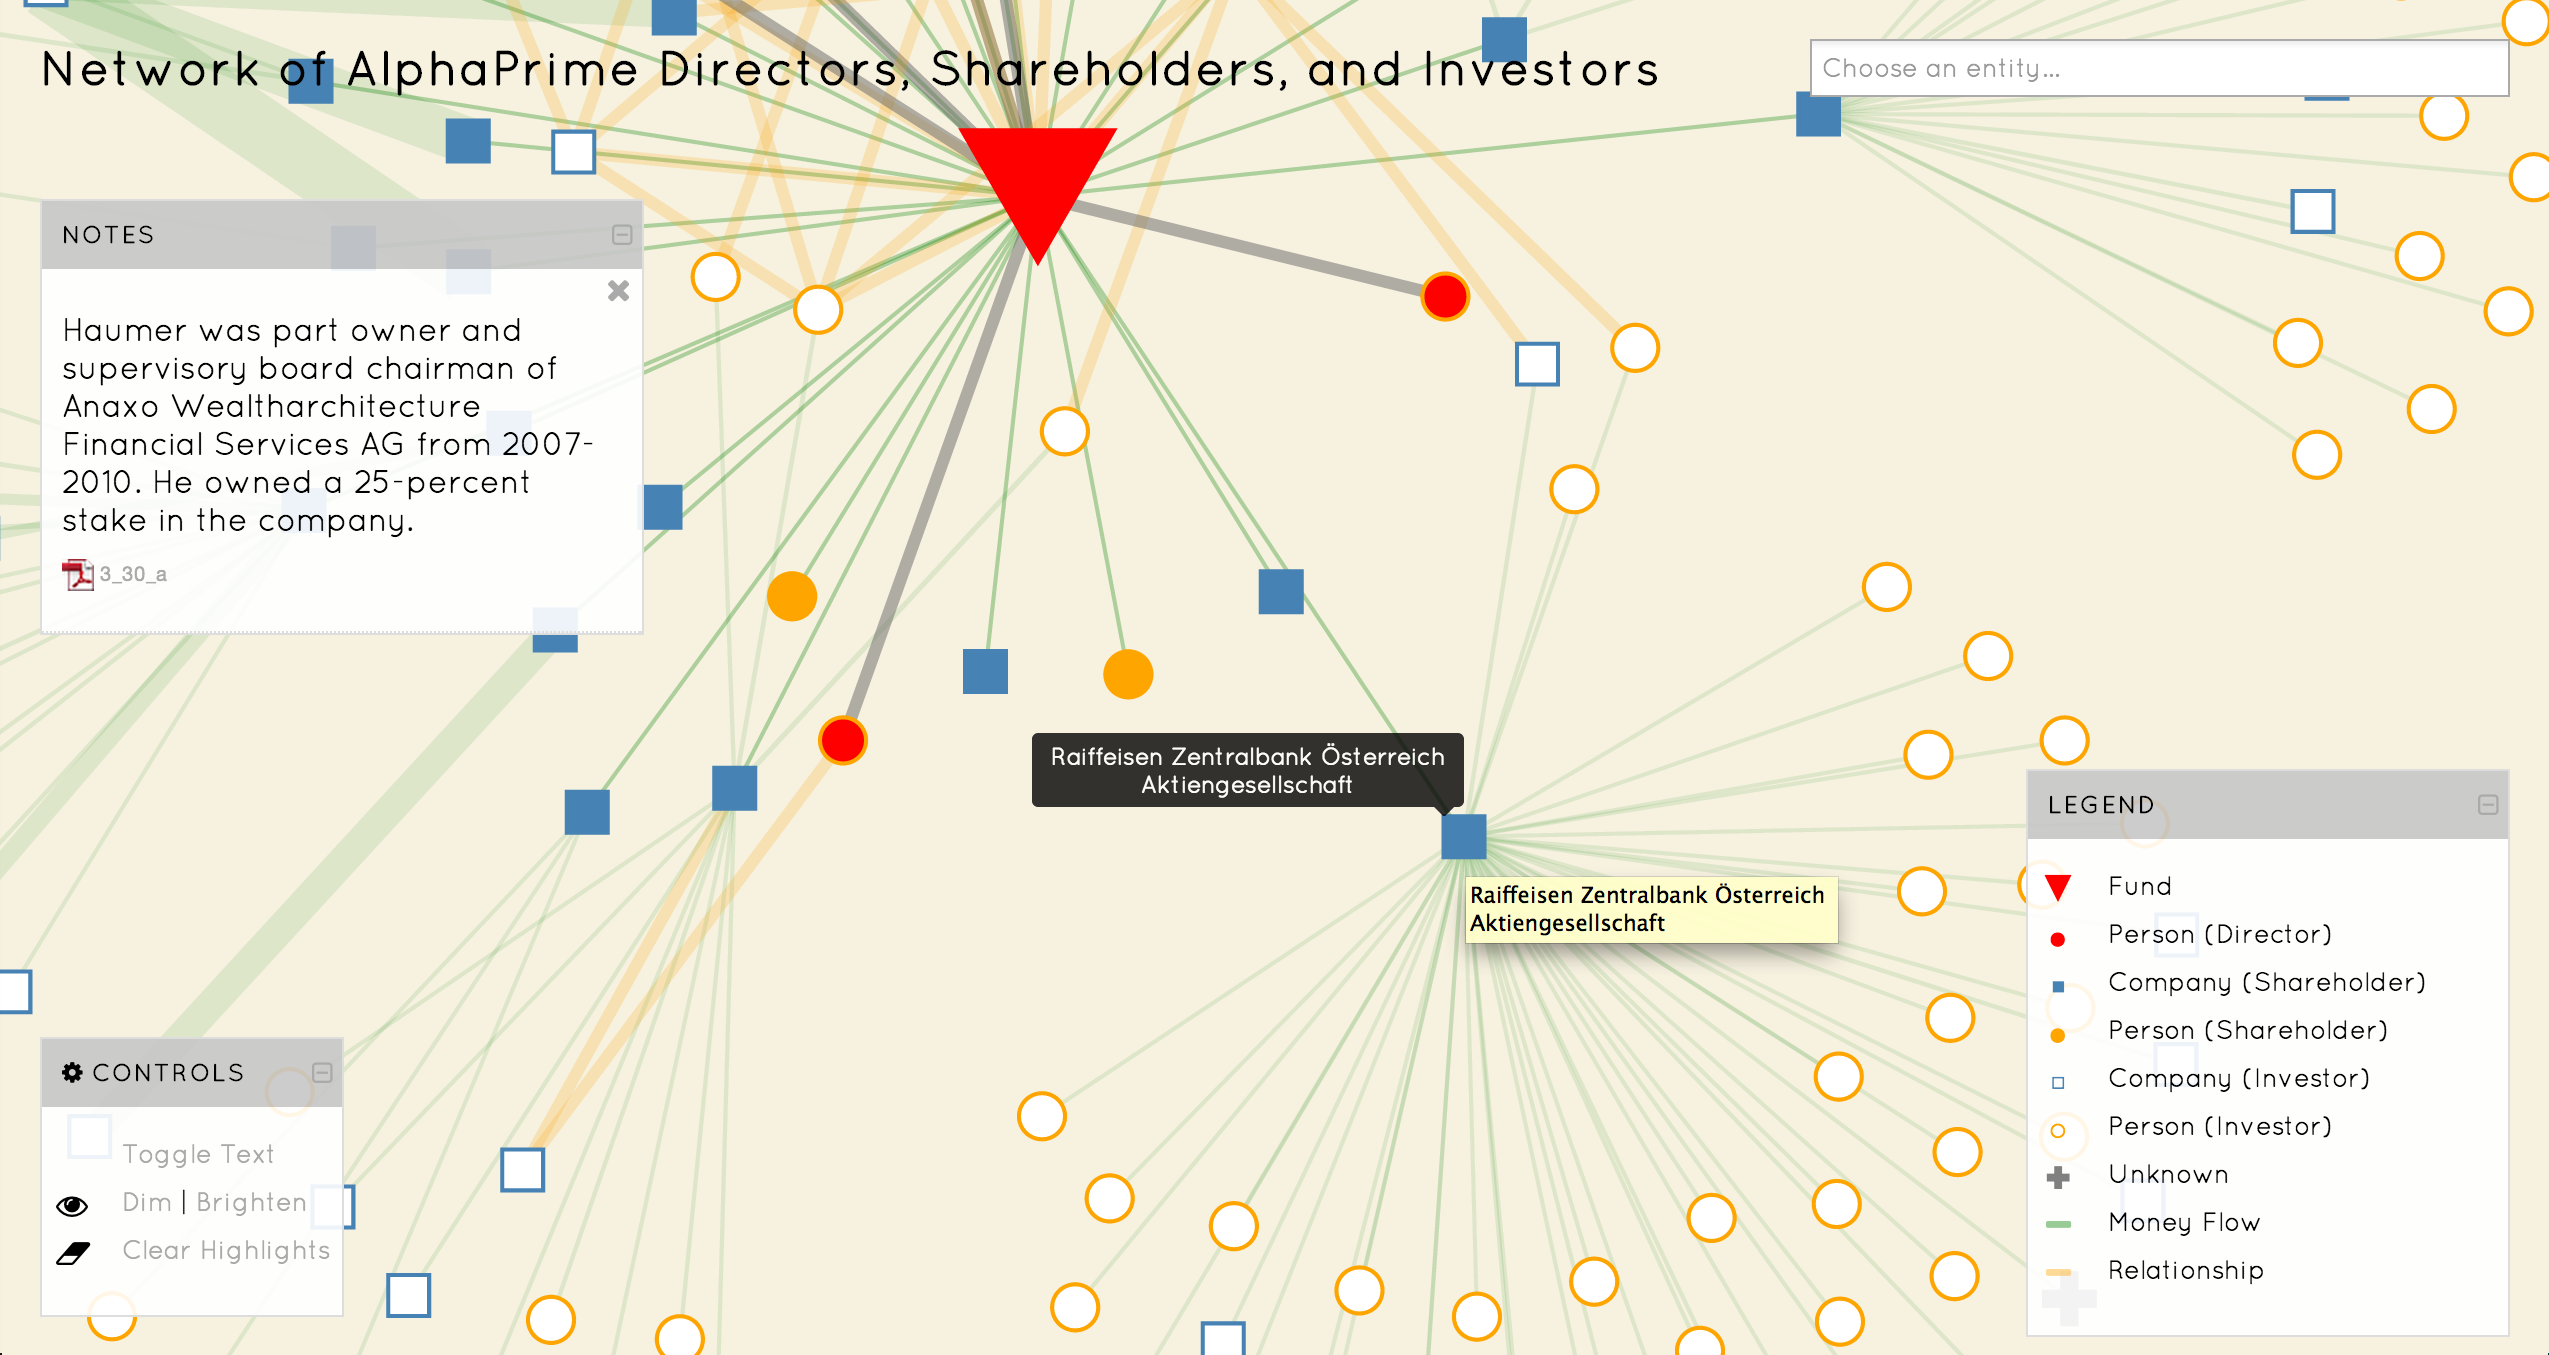 Network of AlphaPrime Directors, Shareholders, and Investors
Choose an entity...
NOTES
Haumer was part owner and
supervisory board chairman of
Anaxo Wealtharchitecture
Financial Services AG from 2007-
2010. He owned a 25-percent
stake in the company.
3_30_a
Raiffeisen Zentralbank Österreich
Aktiengesellschaft
Raiffeisen Zentralbank Österreich
Aktiengesellschaft
LEGEND
Fund
Person (Director)
Company (Shareholder)
Person (Shareholder)
Company (Investor)
Person (Investor)
Unknown
Money Flow
Relationship
CONTROLS
Toggle Text
Dim | Brighten
Clear Highlights